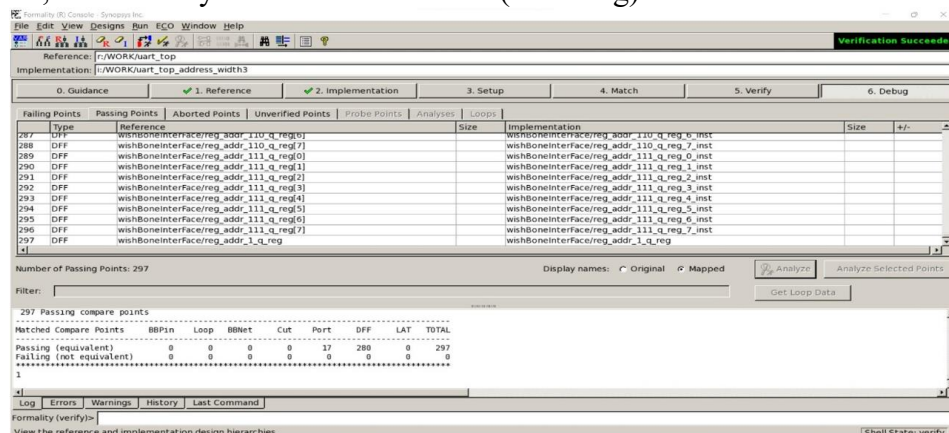 Formality (R) Console - Synopsys Inc.
File Edit View Designs Run ECO Window Help
Verification Succeede
Reference: r:/WORK/uart_top
Implementation: i:/WORK/uart_top_address_width3
0. Guidance 1. Reference 2. Implementation 3. Setup 4. Match 5. Verify 6. Debug
Failing Points Passing Points Aborted Points Unverified Points Probe Points Analyses Loops
Type Reference Size Implementation Size +/-
287 DFF wishBoneInterFace/reg_addr_110_q_reg[6] wishBoneInterFace/reg_addr_110_q_reg_6_inst
288 DFF wishBoneInterFace/reg_addr_110_q_reg[7] wishBoneInterFace/reg_addr_110_q_reg_7_inst
289 DFF wishBoneInterFace/reg_addr_111_q_reg[0] wishBoneInterFace/reg_addr_111_q_reg_0_inst
290 DFF wishBoneInterFace/reg_addr_111_q_reg[1] wishBoneInterFace/reg_addr_111_q_reg_1_inst
291 DFF wishBoneInterFace/reg_addr_111_q_reg[2] wishBoneInterFace/reg_addr_111_q_reg_2_inst
292 DFF wishBoneInterFace/reg_addr_111_q_reg[3] wishBoneInterFace/reg_addr_111_q_reg_3_inst
293 DFF wishBoneInterFace/reg_addr_111_q_reg[4] wishBoneInterFace/reg_addr_111_q_reg_4_inst
294 DFF wishBoneInterFace/reg_addr_111_q_reg[5] wishBoneInterFace/reg_addr_111_q_reg_5_inst
295 DFF wishBoneInterFace/reg_addr_111_q_reg[6] wishBoneInterFace/reg_addr_111_q_reg_6_inst
296 DFF wishBoneInterFace/reg_addr_111_q_reg[7] wishBoneInterFace/reg_addr_111_q_reg_7_inst
297 DFF wishBoneInterFace/reg_addr_1_q_reg wishBoneInterFace/reg_addr_1_q_reg
Number of Passing Points: 297 Display names: Original Mapped Analyze Analyze Selected Points
Filter: Get Loop Data
297 Passing compare points
Matched Compare Points BBPin Loop BBNet Cut Port DFF LAT TOTAL
Passing (equivalent) 0 0 0 0 17 280 0 297
Failing (not equivalent) 0 0 0 0 0 0 0 0
****************************************************************
1
Log Errors Warnings History Last Command
Formality (verify)>
View the reference and implementation design hierarchies Shell State: verify